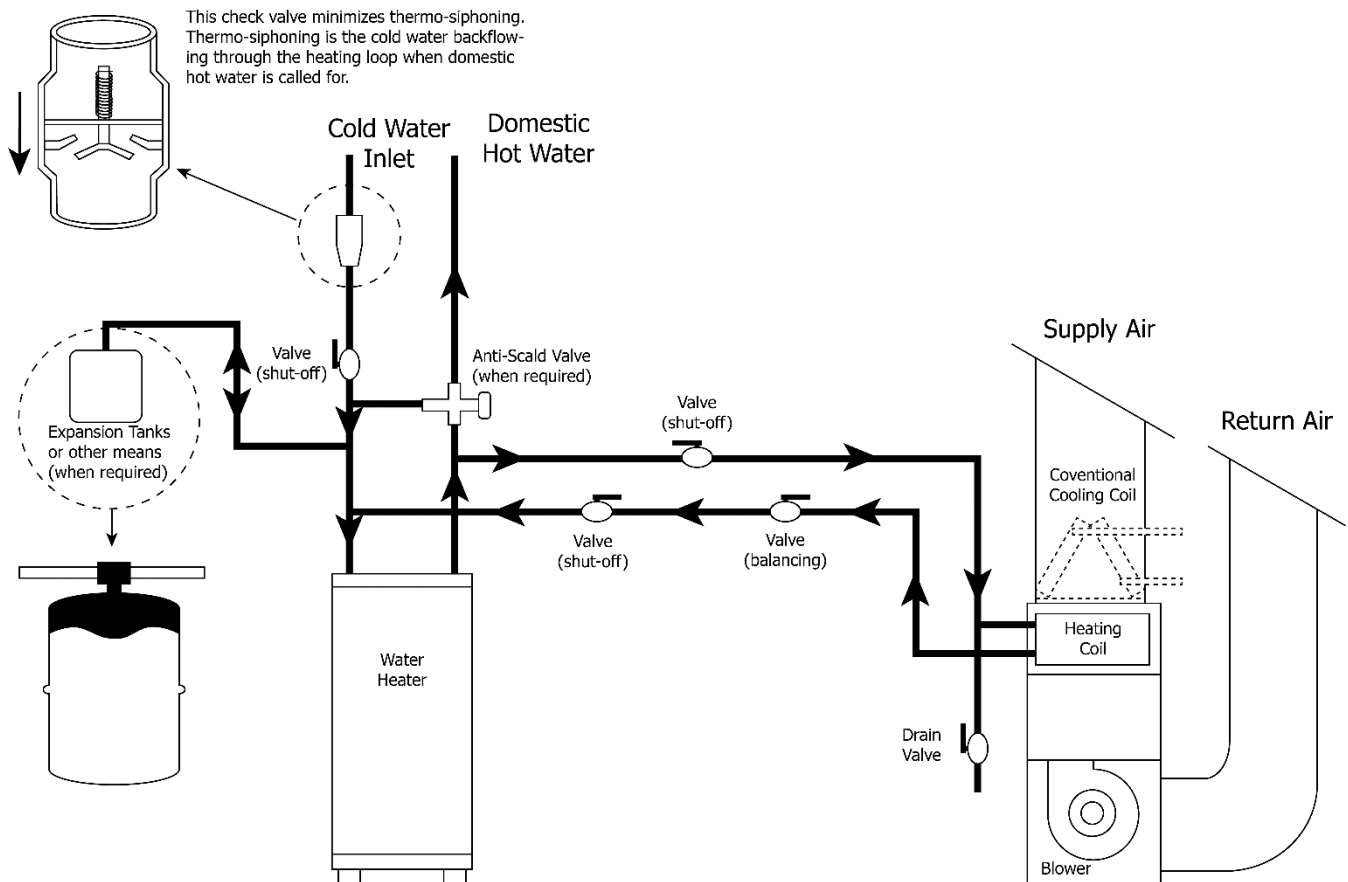 This check valve minimizes thermo-siphoning.
Thermo-siphoning is the cold water backflow-
ing through the heating loop when domestic
hot water is called for.
Cold Water
Inlet
Domestic
Hot Water
Valve
(shut-off)
Anti-Scald Valve
(when required)
Expansion Tanks
or other means
(when required)
Valve
(shut-off)
Supply Air
Return Air
Coventional
Cooling Coil
Valve
(shut-off)
Valve
(balancing)
Heating
Coil
Water
Heater
Drain
Valve
Blower